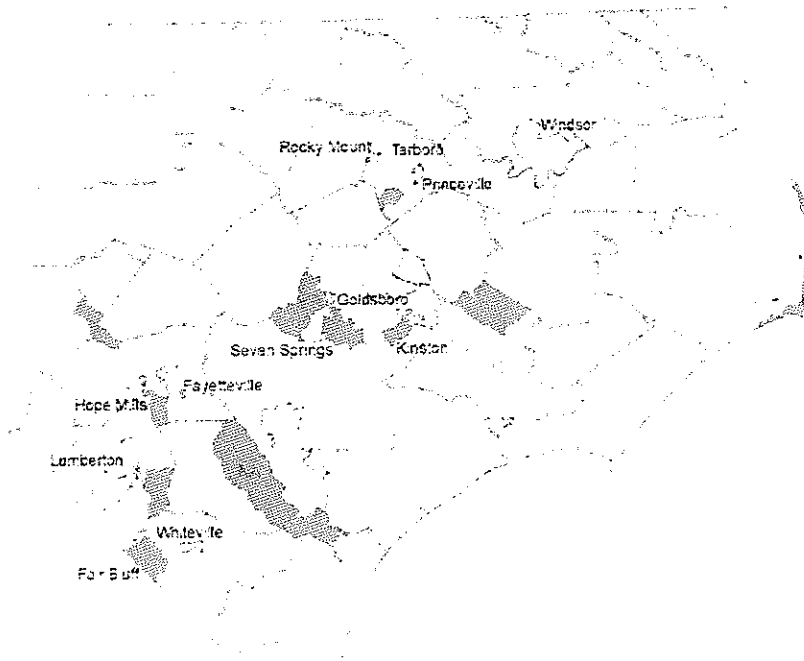 Windsor
Rocky Mount
Tarboro
Princeville
Goldsboro
Seven Springs
Kinston
Fayetteville
Hope Mills
Lumberton
Whiteville
Fair Bluff